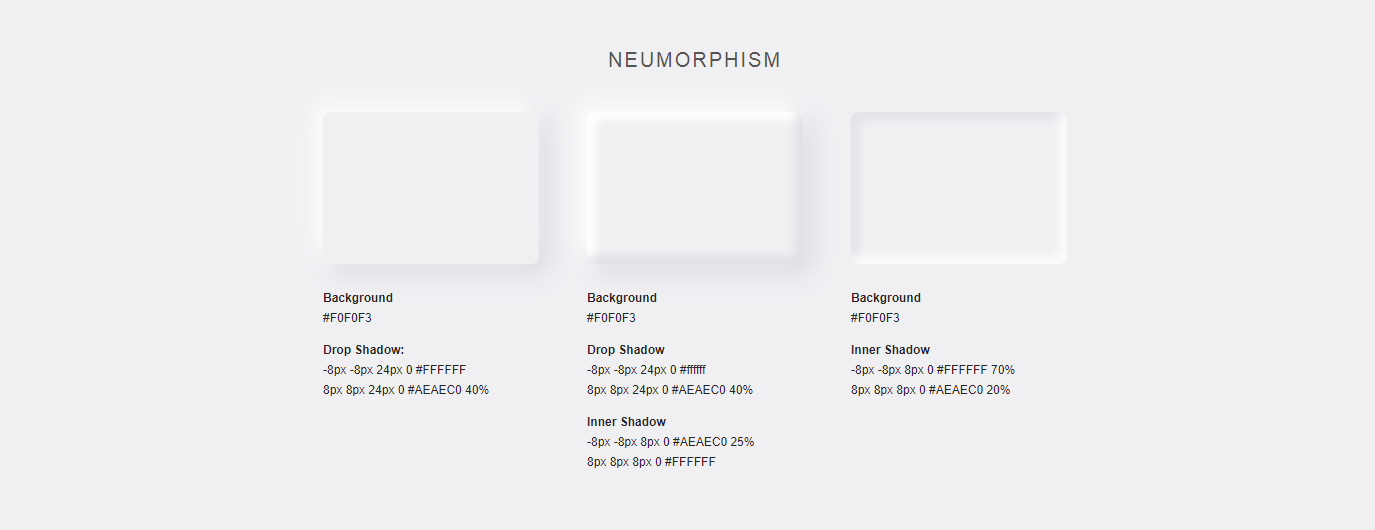 NEUMORPHISM
Background
#F0F0F3
Drop Shadow:
-8px -8px 24px 0 #FFFFFF
8px 8px 24px 0 #AEAEC0 40%
Background
#F0F0F3
Drop Shadow
-8px -8px 24px 0 #ffffff
8px 8px 24px 0 #AEAEC0 40%
Inner Shadow
-8px -8px 8px 0 #AEAEC0 25%
8px 8px 8px 0 #FFFFFF
Background
#F0F0F3
Inner Shadow
-8px -8px 8px 0 #FFFFFF 70%
8px 8px 8px 0 #AEAEC0 20%